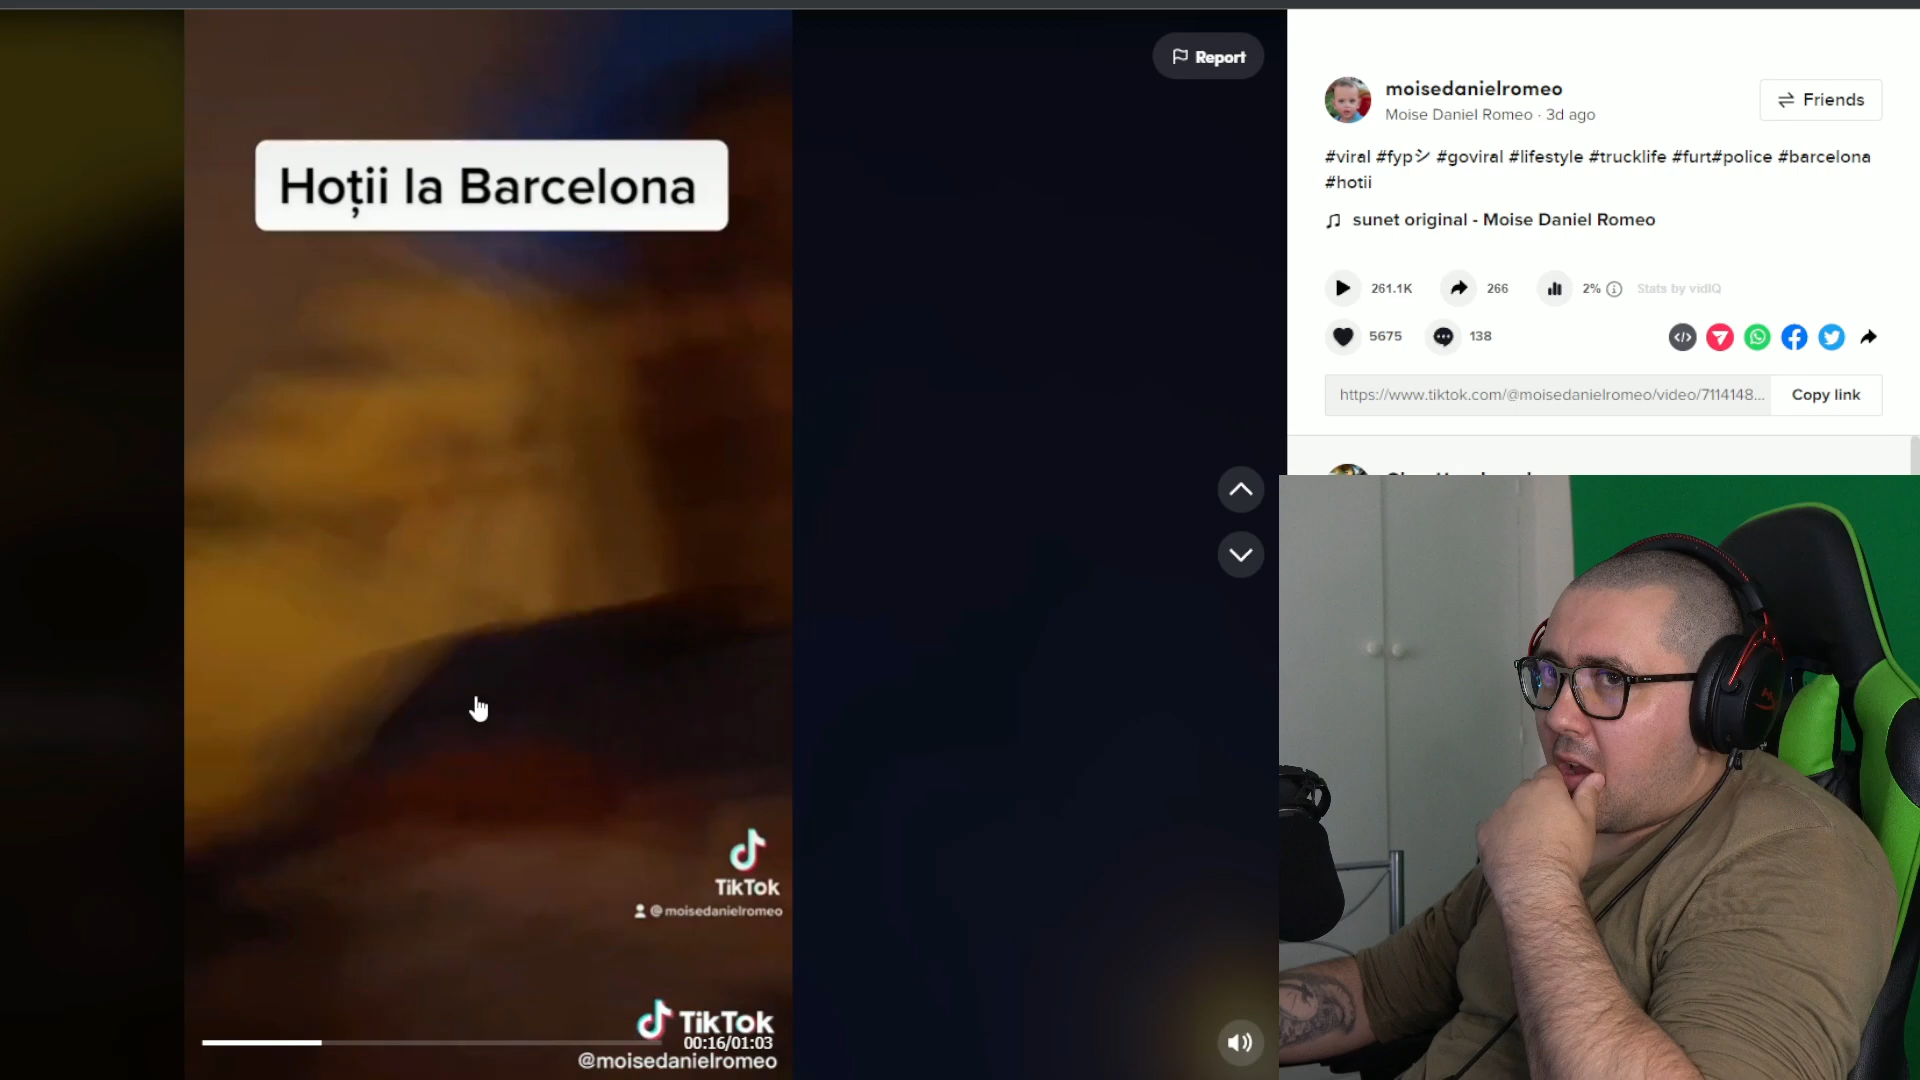 Report
Hoții la Barcelona
TikTok
@moisedanielromeo
TikTok
00:16/01:03
@moisedanielromeo
moisedanielromeo
Moise Daniel Romeo · 3d ago
Friends
#viral #fypシ #goviral #lifestyle #trucklife #furt#police #barcelona
#hotii
sunet original - Moise Daniel Romeo
261.1K 266 2% Stats by vidIQ
5675 138
https://www.tiktok.com/@moisedanielromeo/video/7114148...
Copy link